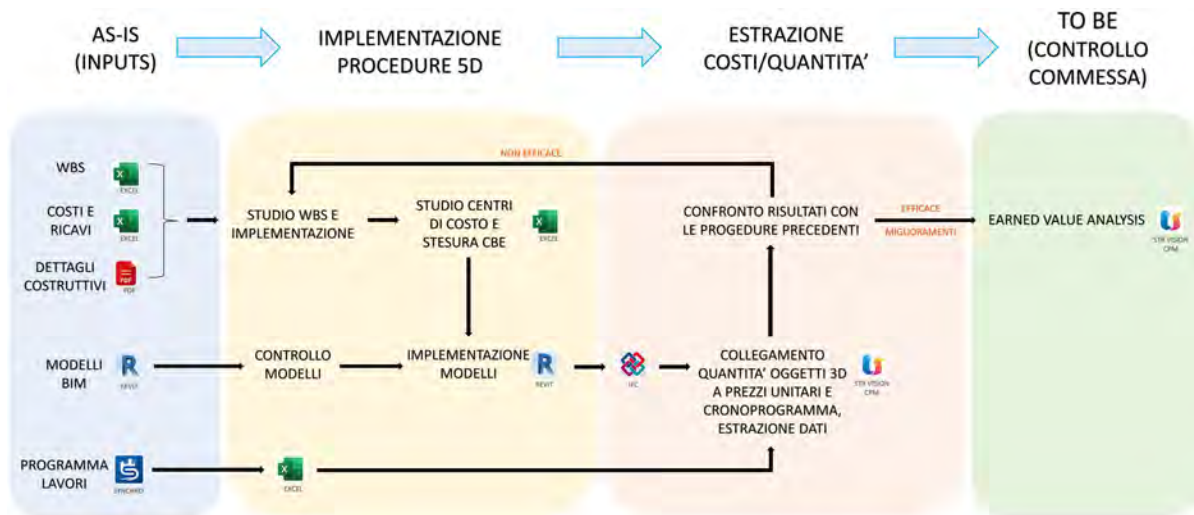 AS-IS
(INPUTS)
IMPLEMENTAZIONE
PROCEDURE 5D
ESTRAZIONE
COSTI/QUANTITA’
TO BE
(CONTROLLO
COMMESSA)
WBS
EXCEL
COSTI E
RICAVI
EXCEL
DETTAGLI
COSTRUTTIVI
PDF
PDF
MODELLI
BIM
REVIT
PROGRAMMA
LAVORI
SYNCHRO
NON EFFICACE
STUDIO WBS E
IMPLEMENTAZIONE
STUDIO CENTRI
DI COSTO E
STESURA CBE
EXCEL
CONTROLLO
MODELLI
IMPLEMENTAZIONE
MODELLI
REVIT
EXCEL
IFC
CONFRONTO RISULTATI CON
LE PROGEDURE PRECEDENTI
COLLEGAMENTO
QUANTITA’ OGGETTI 3D
A PREZZI UNITARI E
CRONOPROGRAMMA,
ESTRAZIONE DATI
STR VISION
CPM
EFFICACE
MIGLIORAMENTI
EARNED VALUE ANALYSIS
STR VISION
CPM